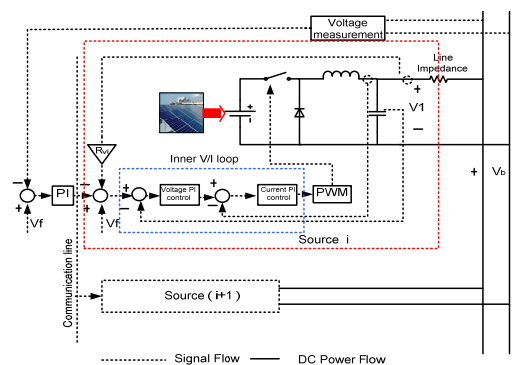 Voltage
measurement
Line
Impedance
V1
Rvi
Inner V/I loop
Voltage PI
control
Current PI
control
PWM
PI
Vf
Vf
Vb
Source i
Communication line
Source ( i+1 )
Signal Flow
DC Power Flow